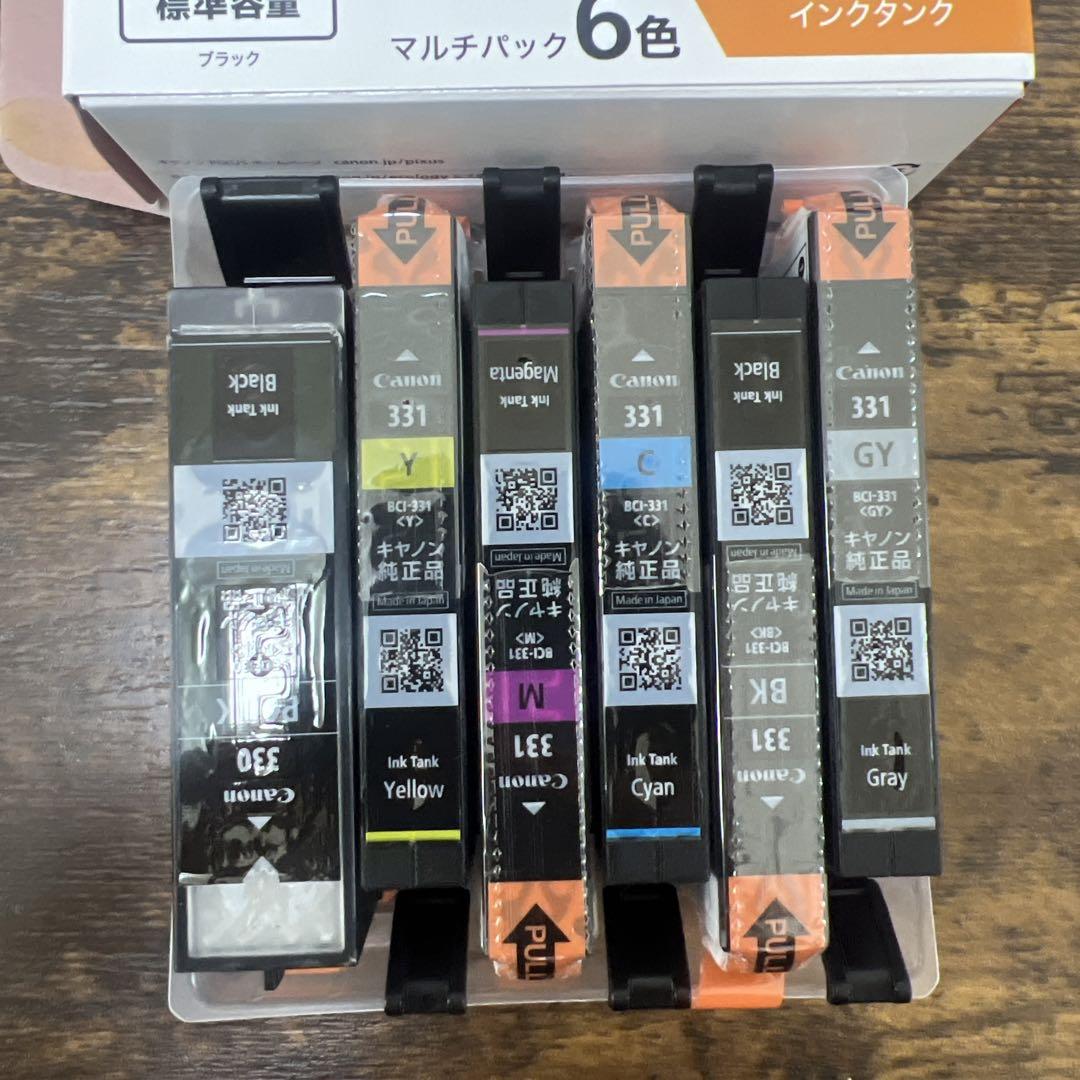 標準容量
ブラック
マルチパック 6色
インクタンク
canon.jp/pixus
Black
Ink Tank
330
Canon
PULL
Canon
331
Y
BCI-331
<Y>
キヤノン
純正品
Made in Japan
Ink Tank
Yellow
Magenta
Ink Tank
Made in Japan
キヤノン
純正品
BCI-331
<M>
M
331
Canon
PULL
PULL
Canon
331
C
BCI-331
<C>
キヤノン
純正品
Made in Japan
Ink Tank
Cyan
Black
Ink Tank
Made in Japan
キヤノン
純正品
BCI-331
<BK>
BK
331
Canon
PULL
PULL
Canon
331
GY
BCI-331
<GY>
キヤノン
純正品
Made in Japan
Ink Tank
Gray